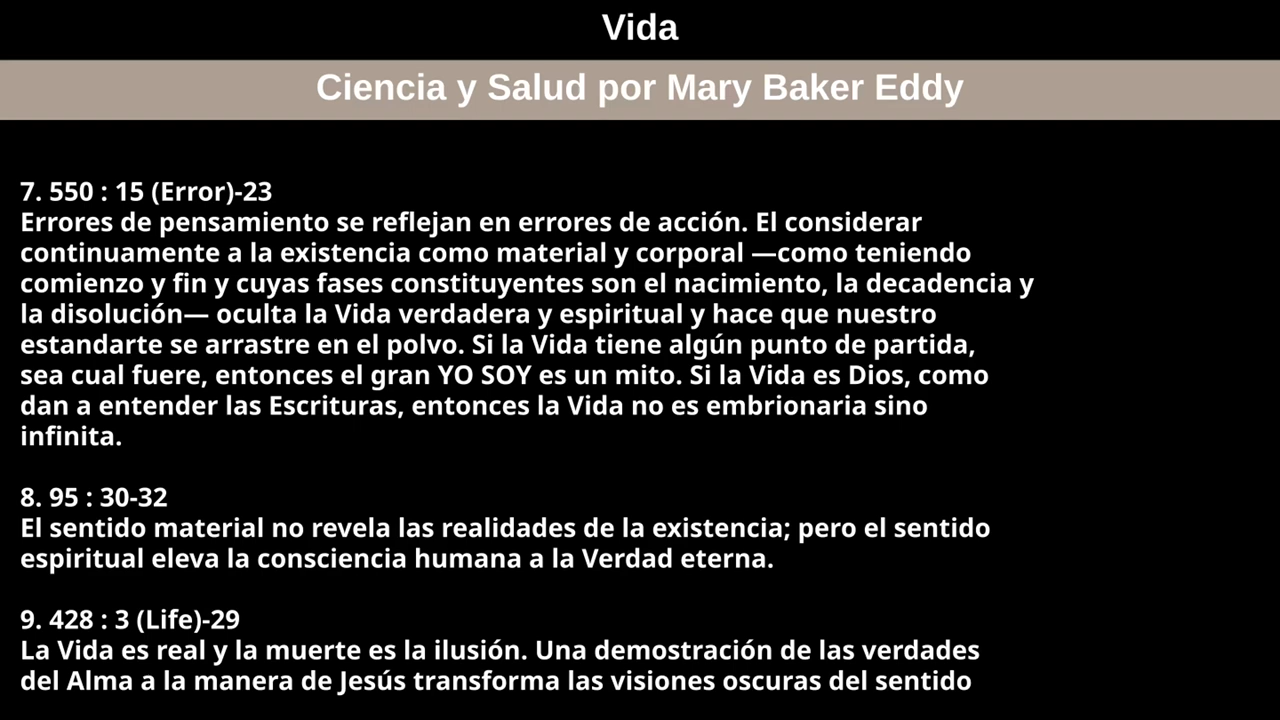 Vida
Ciencia y Salud por Mary Baker Eddy
7. 550 : 15 (Error)-23
Errores de pensamiento se reflejan en errores de acción. El considerar
continuamente a la existencia como material y corporal —como teniendo
comienzo y fin y cuyas fases constituyentes son el nacimiento, la decadencia y
la disolución— oculta la Vida verdadera y espiritual y hace que nuestro
estandarte se arrastre en el polvo. Si la Vida tiene algún punto de partida,
sea cual fuere, entonces el gran YO SOY es un mito. Si la Vida es Dios, como
dan a entender las Escrituras, entonces la Vida no es embrionaria sino
infinita.
8. 95 : 30-32
El sentido material no revela las realidades de la existencia; pero el sentido
espiritual eleva la consciencia humana a la Verdad eterna.
9. 428 : 3 (Life)-29
La Vida es real y la muerte es la ilusión. Una demostración de las verdades
del Alma a la manera de Jesús transforma las visiones oscuras del sentido